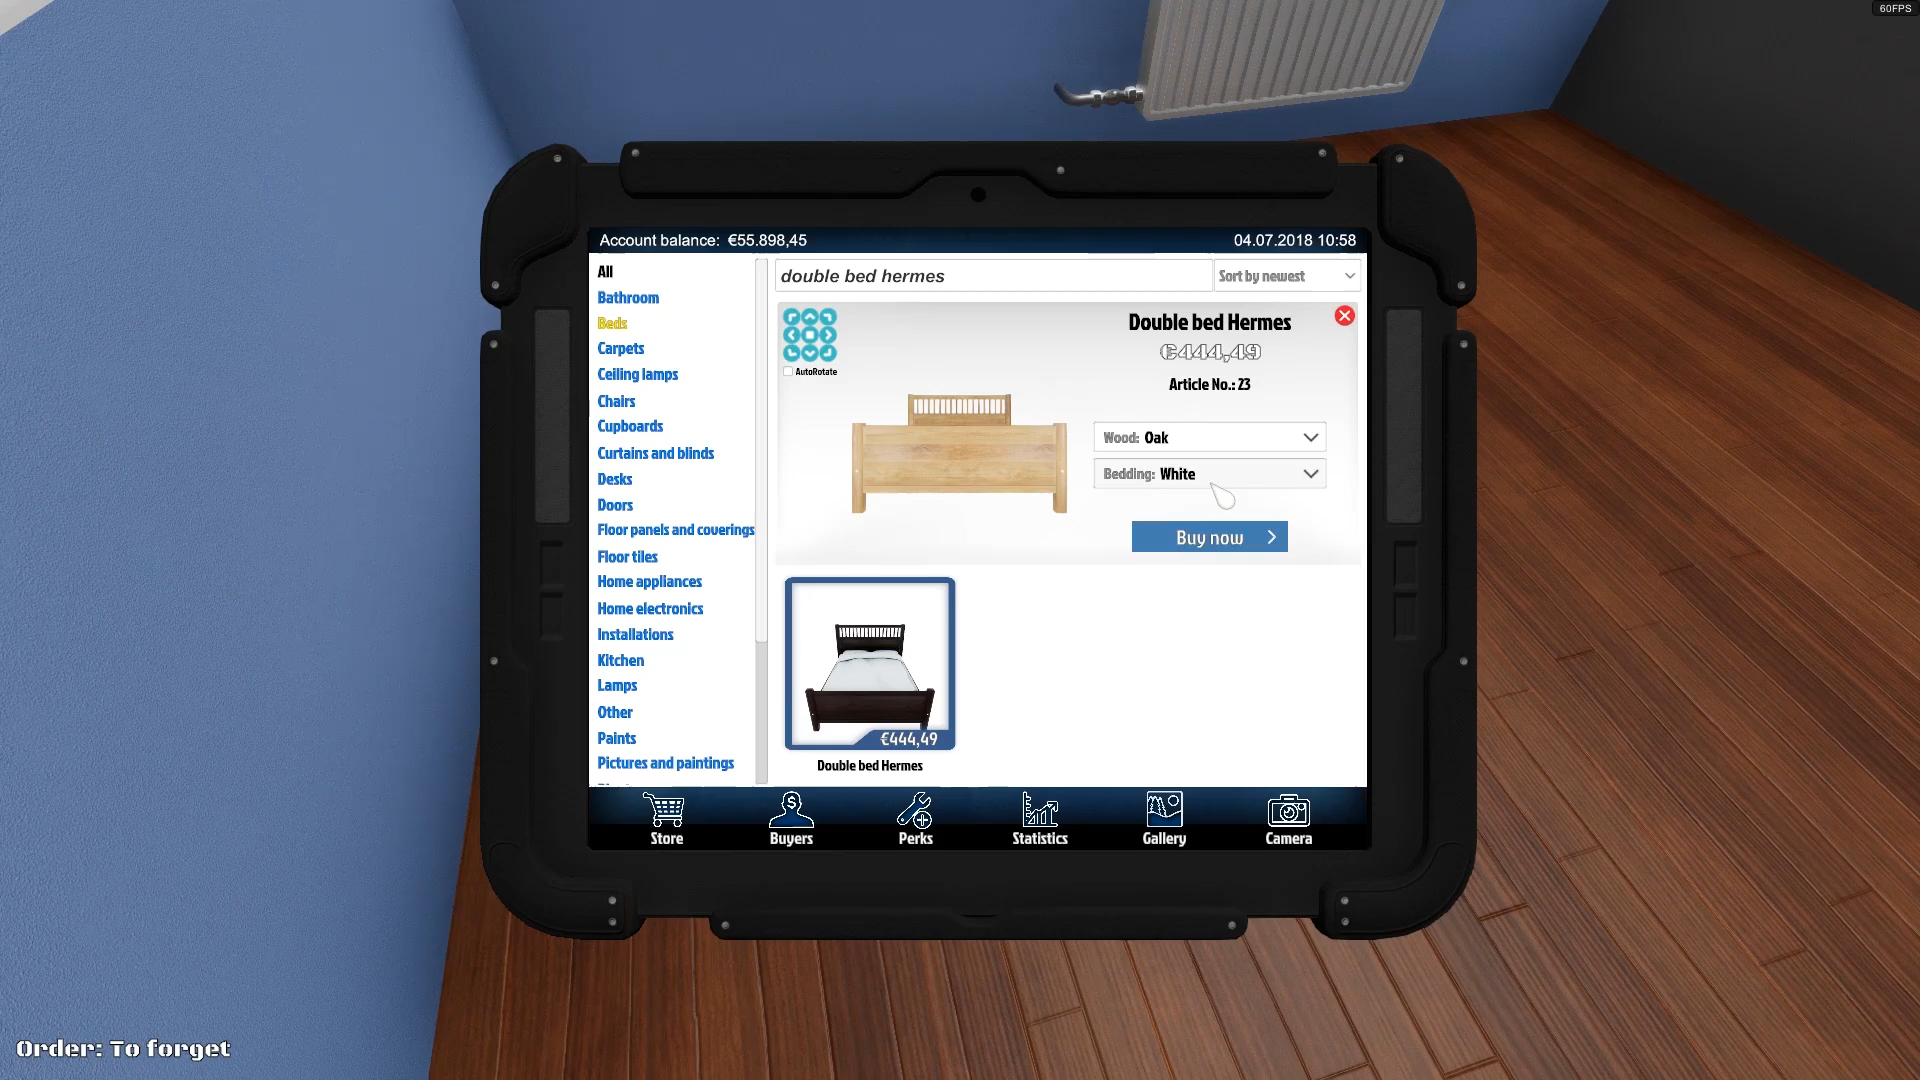 60FPS
Account balance: €55.898,45
04.07.2018 10:58
All
Bathroom
Beds
Carpets
Ceiling lamps
Chairs
Cupboards
Curtains and blinds
Desks
Doors
Floor panels and coverings
Floor tiles
Home appliances
Home electronics
Installations
Kitchen
Lamps
Other
Paints
Pictures and paintings
double bed hermes
Sort by newest
AutoRotate
Double bed Hermes
€444,49
Article No.: 23
Wood: Oak
Bedding: White
Buy now
€444,49
Double bed Hermes
Store
Buyers
Perks
Statistics
Gallery
Camera
Order: To forget